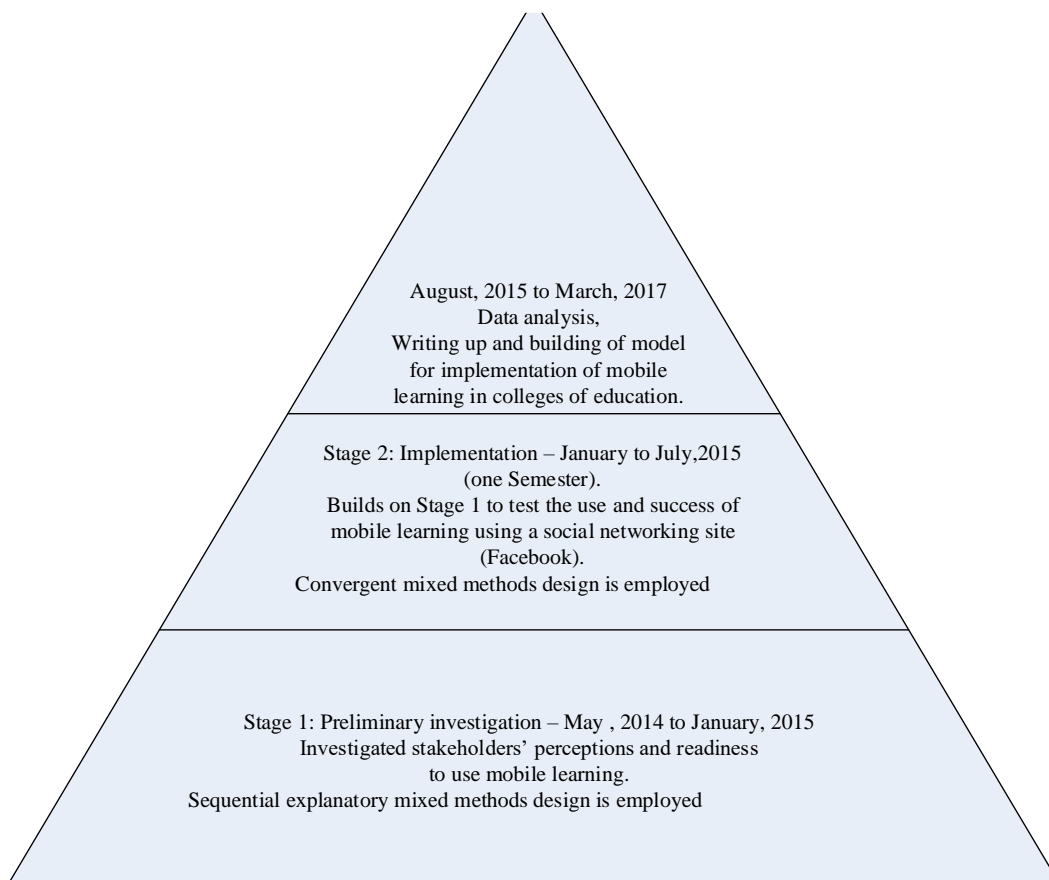 August, 2015 to March, 2017
Data analysis,
Writing up and building of model
for implementation of mobile
learning in colleges of education.
Stage 2: Implementation – January to July,2015
(one Semester).
Builds on Stage 1 to test the use and success of
mobile learning using a social networking site
(Facebook).
Convergent mixed methods design is employed
Stage 1: Preliminary investigation – May , 2014 to January, 2015
Investigated stakeholders’ perceptions and readiness
to use mobile learning.
Sequential explanatory mixed methods design is employed